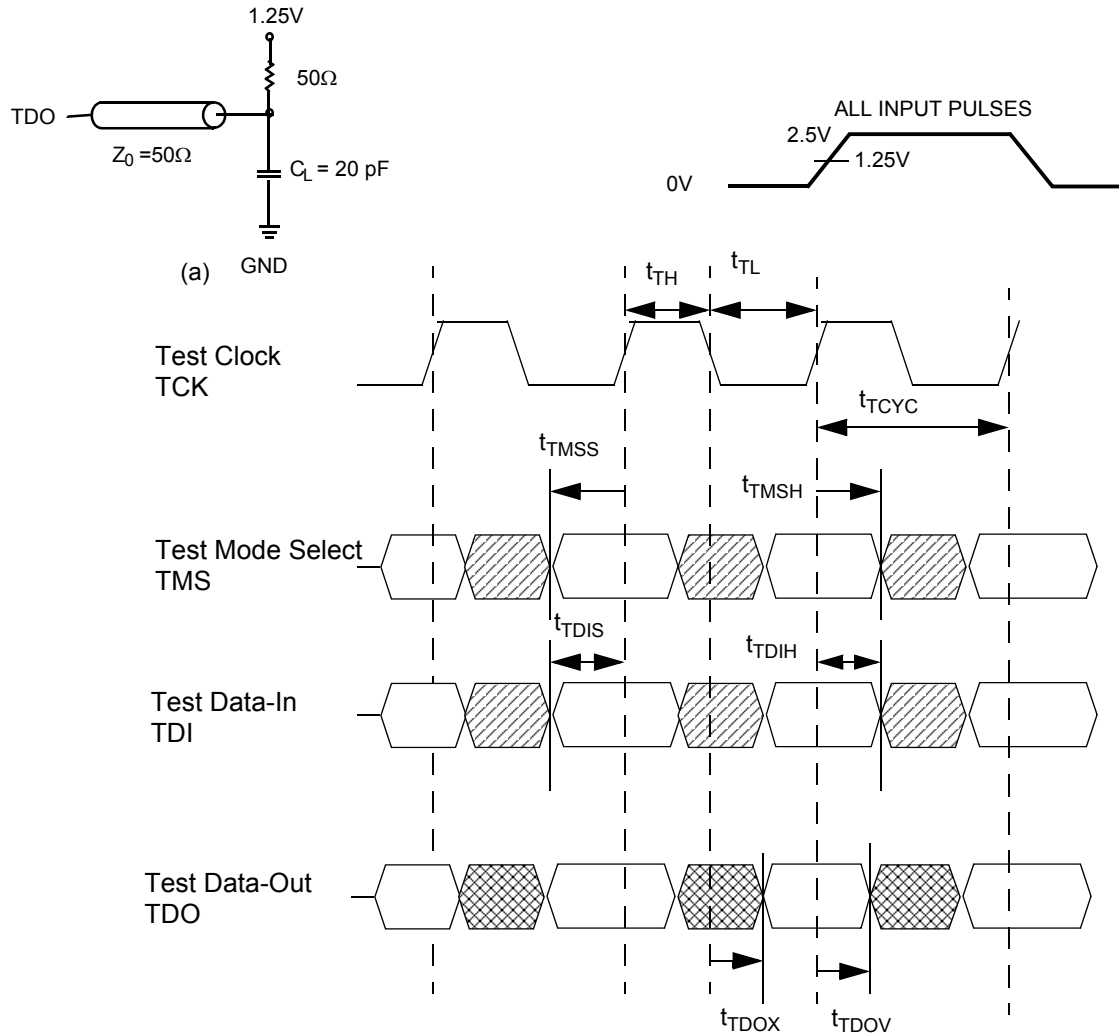 1.25V
50Ω
TDO
Z0 =50Ω
CL = 20 pF
(a)
GND
ALL INPUT PULSES
2.5V
1.25V
0V
tTH
tTL
Test Clock
TCK
tTCYC
tTMSS
tTMSH
Test Mode Select
TMS
tTDIS
tTDIH
Test Data-In
TDI
Test Data-Out
TDO
tTDOX
tTDOV